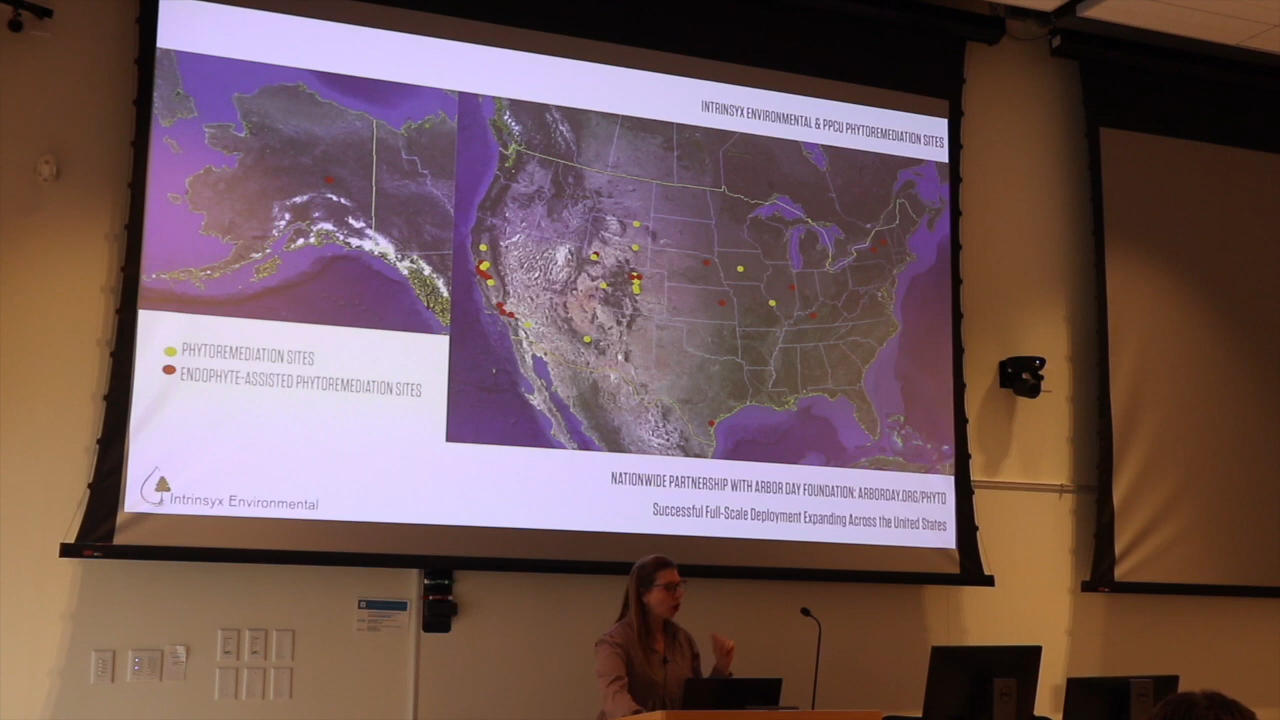 INTRINSYX ENVIRONMENTAL & PPCU PHYTOREMEDIATION SITES
PHYTOREMEDIATION SITES
ENDOPHYTE-ASSISTED PHYTOREMEDIATION SITES
NATIONWIDE PARTNERSHIP WITH ARBOR DAY FOUNDATION: ARBORDAY.ORG/PHYTO
Intrinsyx Environmental
Successful Full-Scale Deployment Expanding Across the United States